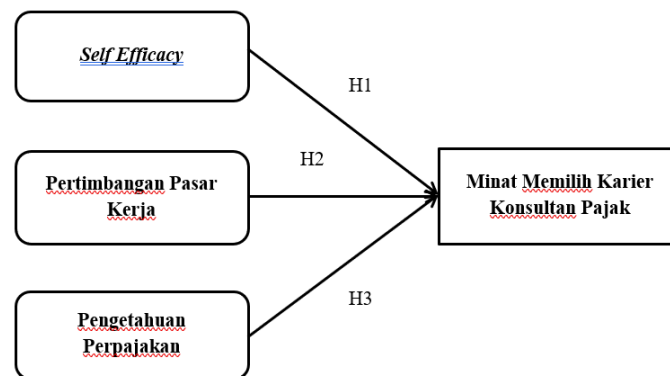 Self Efficacy
H1
H2
Pertimbangan Pasar
Kerja
Minat Memilih Karier
Konsultan Pajak
H3
Pengetahuan
Perpajakan